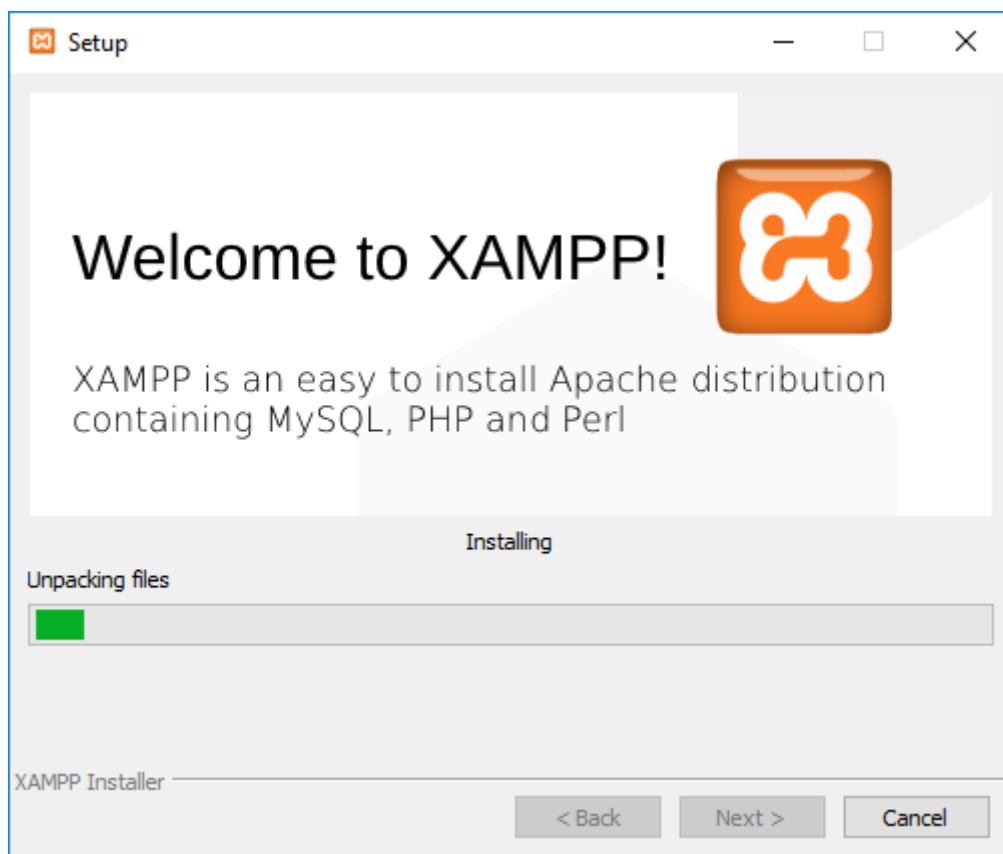 Setup
Welcome to XAMPP!
XAMPP is an easy to install Apache distribution
containing MySQL, PHP and Perl
Installing
Unpacking files
XAMPP Installer
< Back Next > Cancel